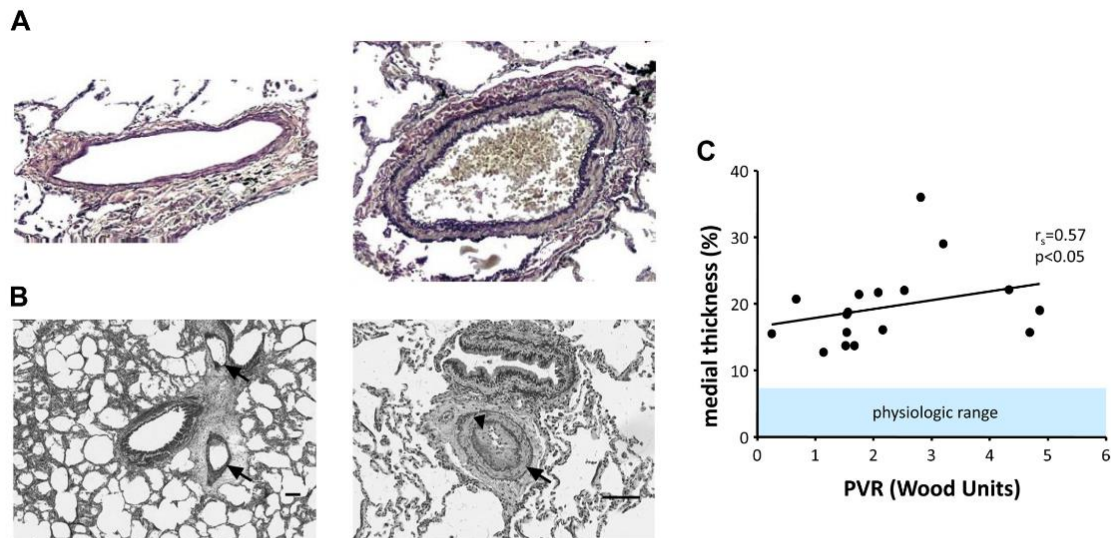 A
B
C
40
30
20
10
0
medial thickness (%)
r_s=0.57
p<0.05
physiologic range
0 1 2 3 4 5 6
PVR (Wood Units)